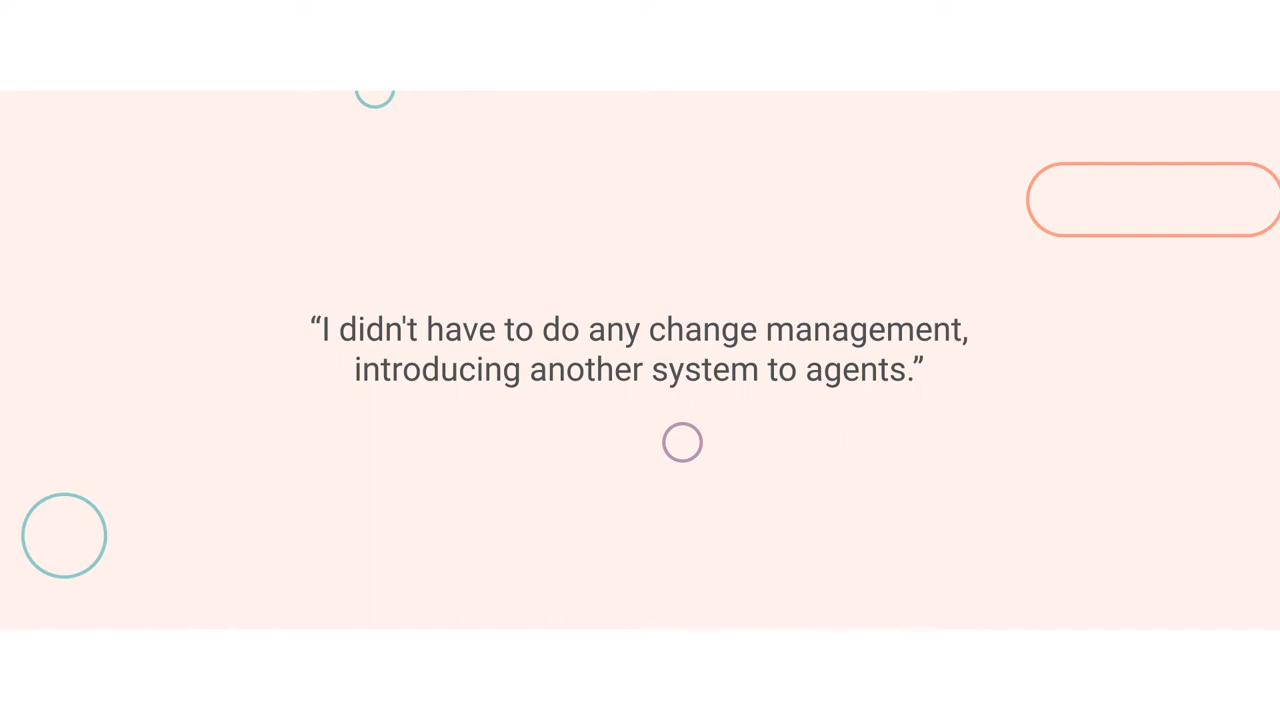 “I didn't have to do any change management,
introducing another system to agents.”